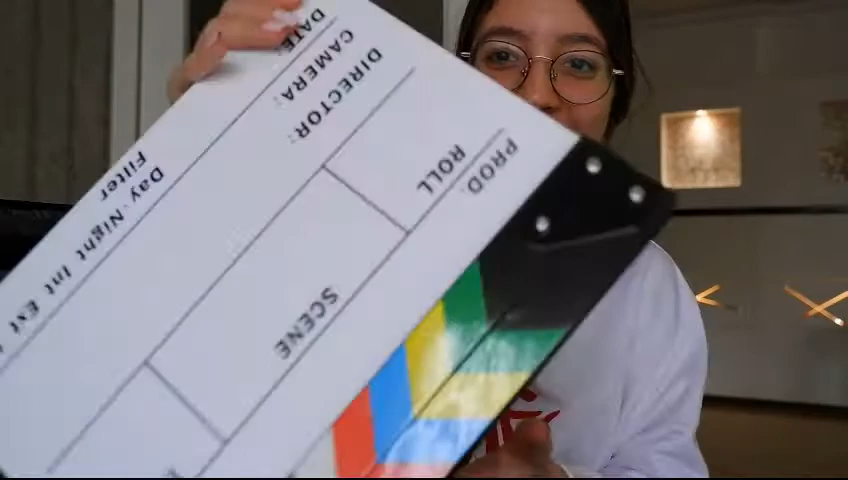 PROD.
ROLL
SCENE
DIRECTOR:
CAMERA:
DATE:
Day·Night Int Ext
Filter